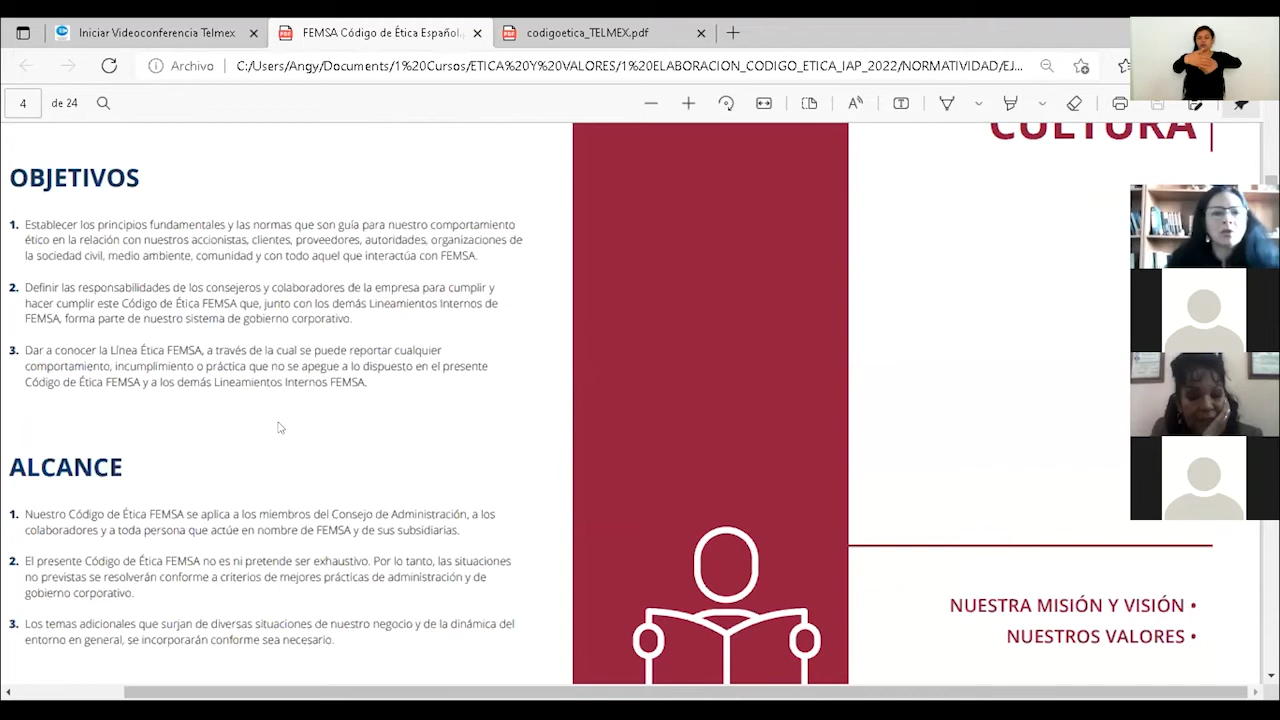 Iniciar Videoconferencia Telmex
FEMSA Código de Ética Español.
codigoetica_TELMEX.pdf
Archivo
C:/Users/Angy/Documents/1%20Cursos/ETICA%20Y%20VALORES/1%20ELABORACION_CODIGO_ETICA_IAP_2022/NORMATIVIDAD/EJ...
4
de 24
CULTURA
OBJETIVOS
1. Establecer los principios fundamentales y las normas que son guía para nuestro comportamiento
ético en la relación con nuestros accionistas, clientes, proveedores, autoridades, organizaciones de
la sociedad civil, medio ambiente, comunidad y con todo aquel que interactúa con FEMSA.
2. Definir las responsabilidades de los consejeros y colaboradores de la empresa para cumplir y
hacer cumplir este Código de Ética FEMSA que, junto con los demás Lineamientos Internos de
FEMSA, forma parte de nuestro sistema de gobierno corporativo.
3. Dar a conocer la Línea Ética FEMSA, a través de la cual se puede reportar cualquier
comportamiento, incumplimiento o práctica que no se apegue a lo dispuesto en el presente
Código de Ética FEMSA y a los demás Lineamientos Internos FEMSA.
ALCANCE
1. Nuestro Código de Ética FEMSA se aplica a los miembros del Consejo de Administración, a los
colaboradores y a toda persona que actúe en nombre de FEMSA y de sus subsidiarias.
2. El presente Código de Ética FEMSA no es ni pretende ser exhaustivo. Por lo tanto, las situaciones
no previstas se resolverán conforme a criterios de mejores prácticas de administración y de
gobierno corporativo.
3. Los temas adicionales que surjan de diversas situaciones de nuestro negocio y de la dinámica del
entorno en general, se incorporarán conforme sea necesario.
NUESTRA MISIÓN Y VISIÓN •
NUESTROS VALORES •